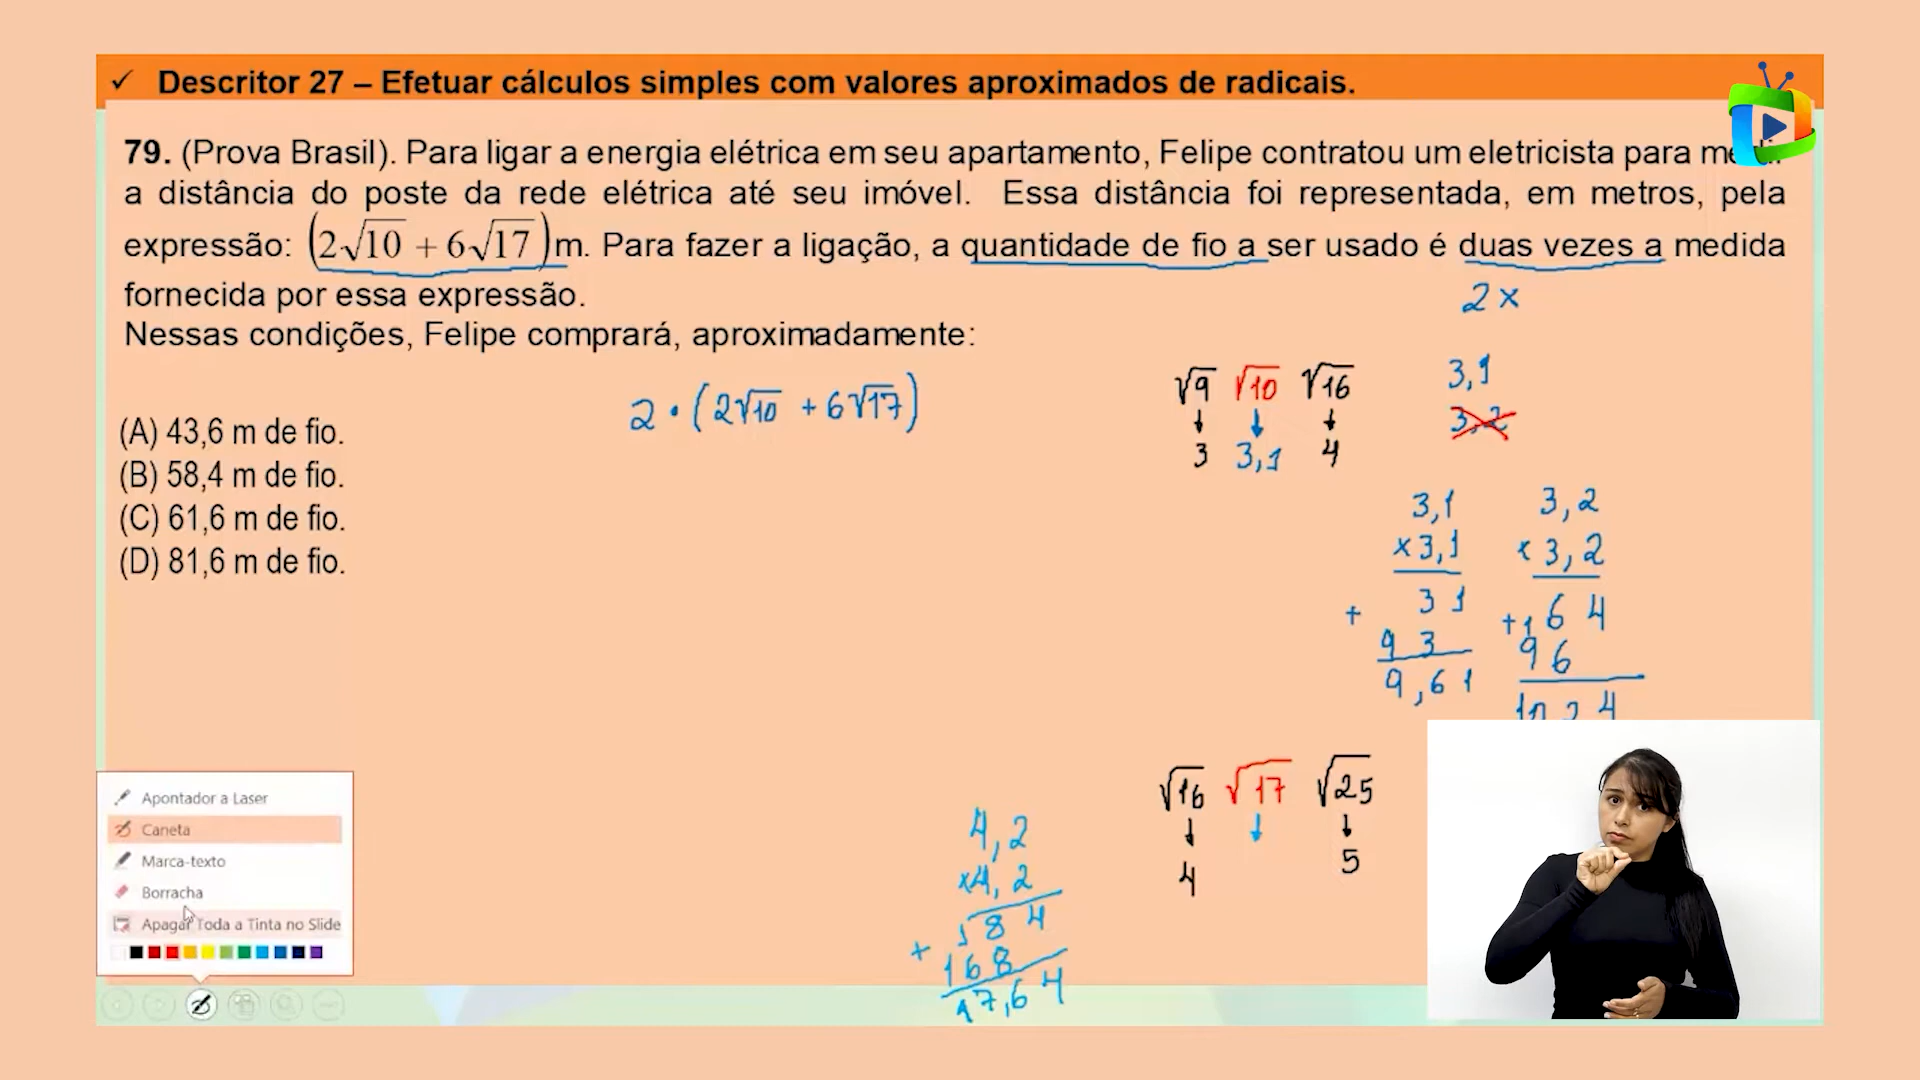 ✓ Descritor 27 – Efetuar cálculos simples com valores aproximados de radicais.
79. (Prova Brasil). Para ligar a energia elétrica em seu apartamento, Felipe contratou um eletricista para
a distância do poste da rede elétrica até seu imóvel. Essa distância foi representada, em metros, pela
expressão: (2√10 + 6√17)m. Para fazer a ligação, a quantidade de fio a ser usado é duas vezes a medida
fornecida por essa expressão.
2 x
Nessas condições, Felipe comprará, aproximadamente:
(A) 43,6 m de fio.
(B) 58,4 m de fio.
(C) 61,6 m de fio.
(D) 81,6 m de fio.
2 • (2√10 + 6√17)
√9 √10 √16
3 3,1 4
3,1
3,2
3,1
x3,1
31
+
93
9,61
3,2
x 3,2
+164
96
10 2 4
√16 √17 √25
4 5
4,2
x4,2
184
+
168
17,64
Apontador a Laser
Caneta
Marca-texto
Borracha
Apagar Toda a Tinta no Slide